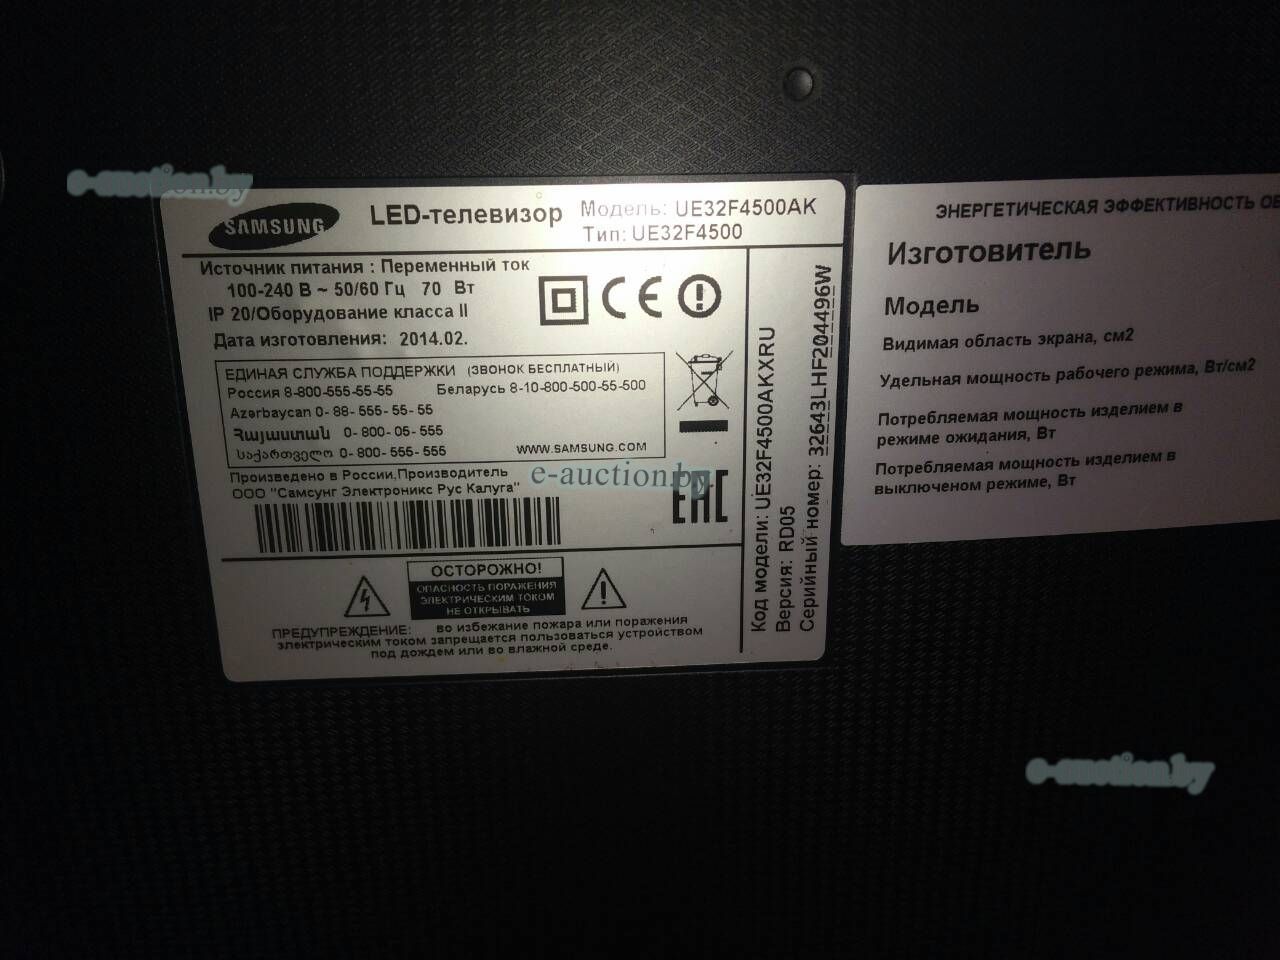 e-auction.by
SAMSUNG
LED-телевизор
Модель: UE32F4500AK
Тип: UE32F4500
Источник питания : Переменный ток
100-240 В ~ 50/60 Гц 70 Вт
IP 20/Оборудование класса II
Дата изготовления: 2014.02.
ЕДИНАЯ СЛУЖБА ПОДДЕРЖКИ (ЗВОНОК БЕСПЛАТНЫЙ)
Россия 8-800-555-55-55 Беларусь 8-10-800-500-55-500
Azərbaycan 0-88-555-55-55
Հայաստան 0-800-05-555
საქართველო 0-800-555-555
WWW.SAMSUNG.COM
Произведено в России,Производитель
ООО "Самсунг Электроникс Рус Калуга"
e-auction.by
CE
EAC
ОСТОРОЖНО!
ОПАСНОСТЬ ПОРАЖЕНИЯ
ЭЛЕКТРИЧЕСКИМ ТОКОМ
НЕ ОТКРЫВАТЬ
ПРЕДУПРЕЖДЕНИЕ: во избежание пожара или поражения
электрическим током запрещается пользоваться устройством
под дождем или во влажной среде.
Код модели: UE32F4500AKXRU
Версия: RD05
Серийный номер: 32643LHF204496W
ЭНЕРГЕТИЧЕСКАЯ ЭФФЕКТИВНОСТЬ ОБ
Изготовитель
Модель
Видимая область экрана, см2
Удельная мощность рабочего режима, Вт/см2
Потребляемая мощность изделием в
режиме ожидания, Вт
Потребляемая мощность изделием в
выключеном режиме, Вт
e-auction.by